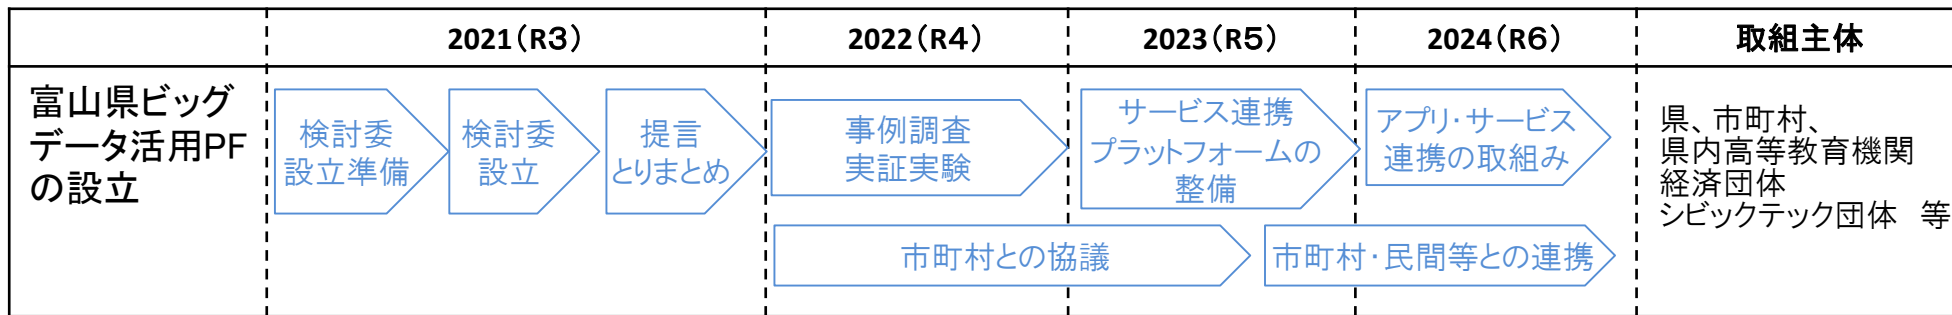 2021（R3）
2022（R4）
2023（R5）
2024（R6）
取組主体
富山県ビッグ
データ活用PF
の設立
検討委
設立準備
検討委
設立
提言
とりまとめ
事例調査
実証実験
サービス連携
プラットフォームの
整備
アプリ・サービス
連携の取組み
市町村との協議
市町村・民間等との連携
県、市町村、
県内高等教育機関
経済団体
シビックテック団体　等